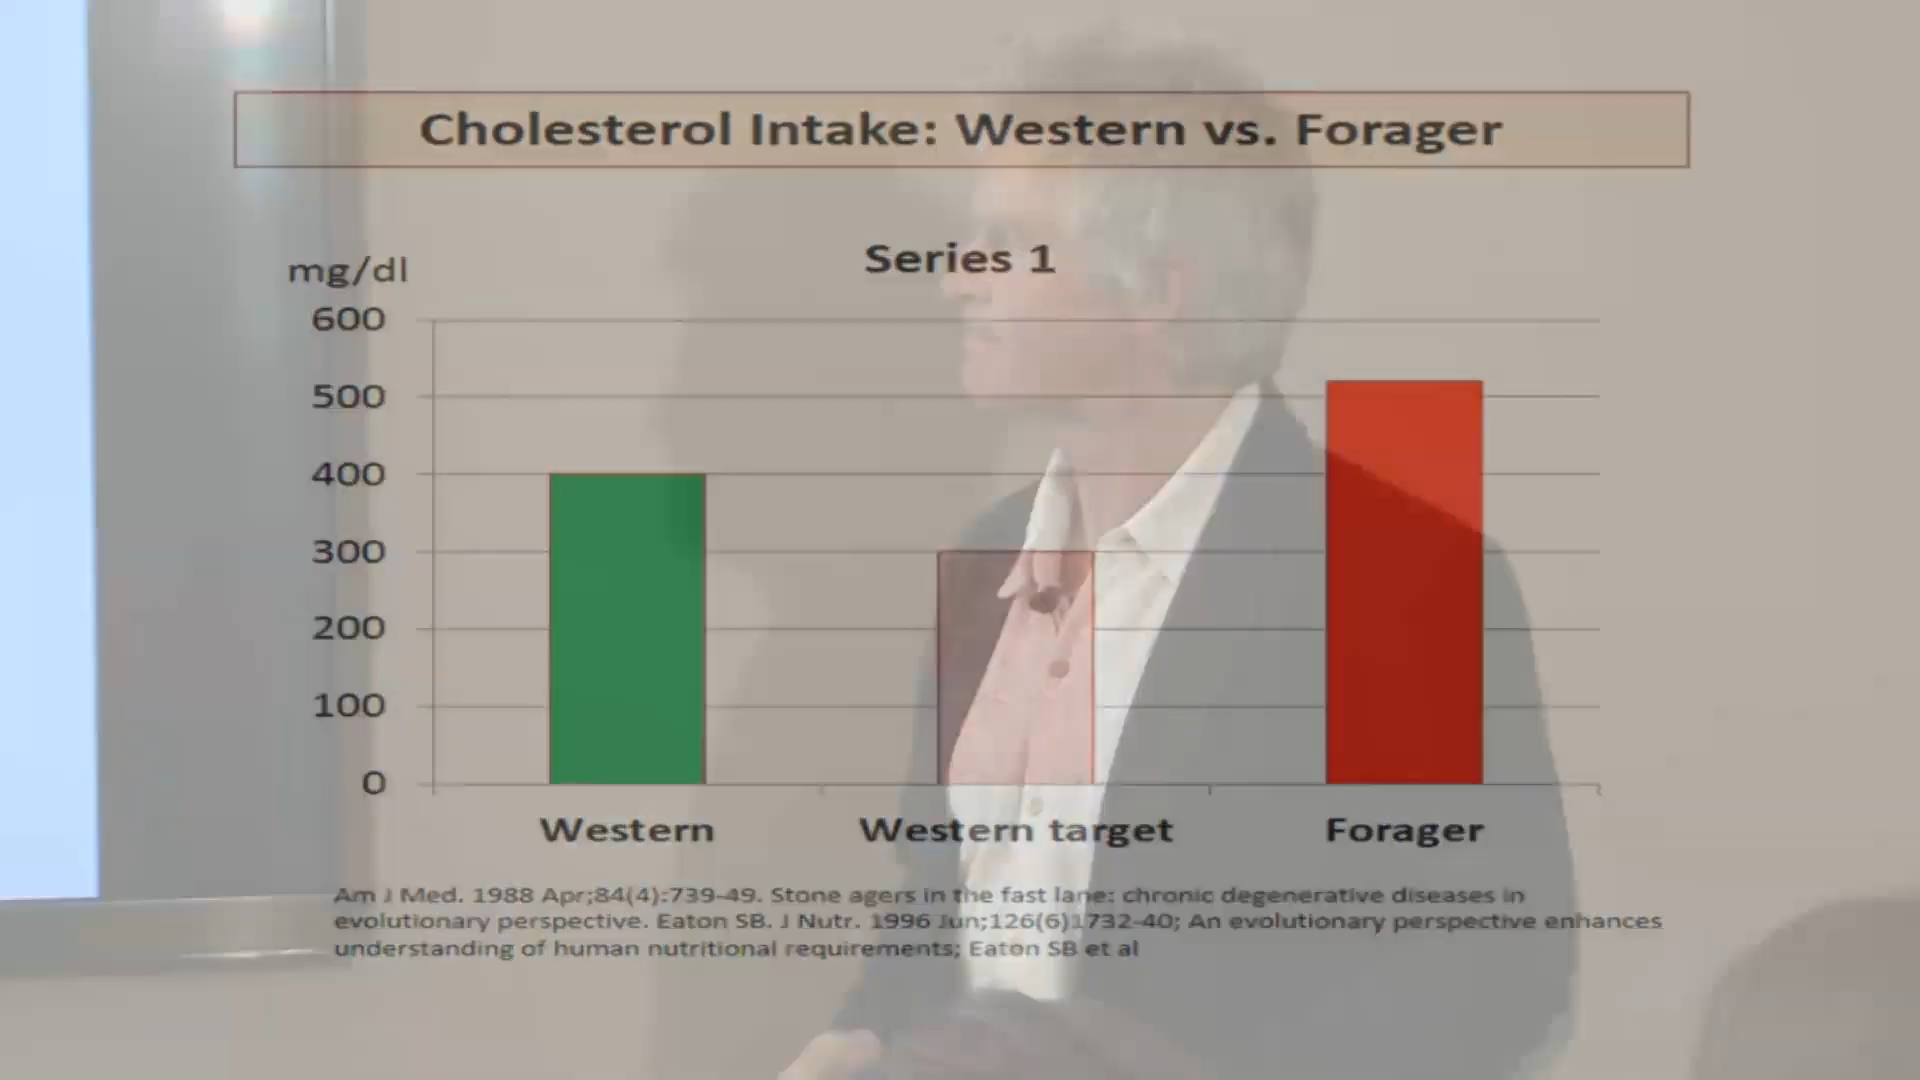 Cholesterol Intake: Western vs. Forager
Series 1
mg/dl
600
500
400
300
200
100
0
Western Western target Forager
Am J Med. 1988 Apr;84(4):739-49. Stone agers in the fast lane: chronic degenerative diseases in
evolutionary perspective. Eaton SB. J Nutr. 1996 Jun;126(6)1732-40; An evolutionary perspective enhances
understanding of human nutritional requirements; Eaton SB et al